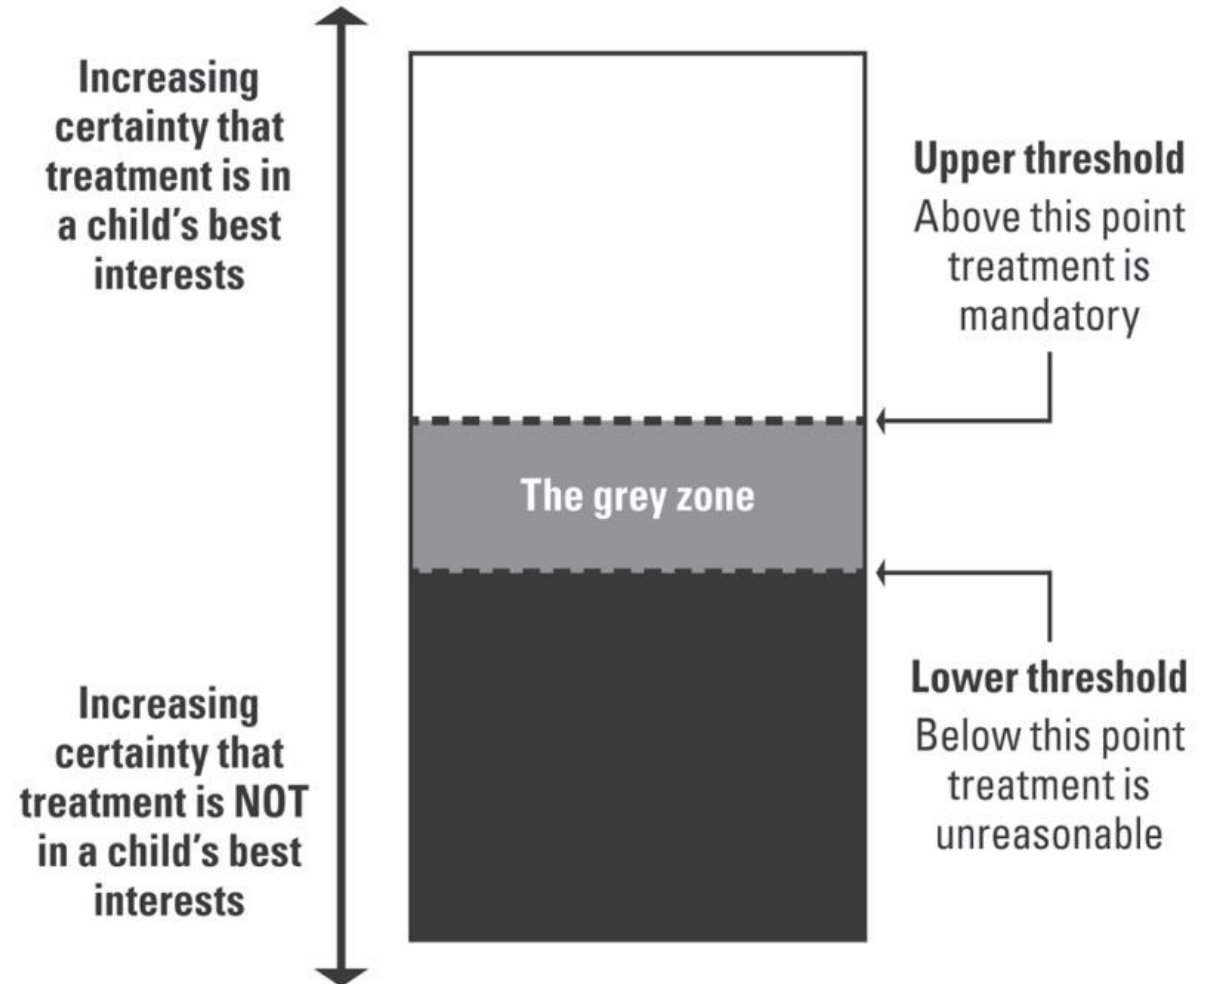 Increasing
certainty that
treatment is in
a child's best
interests
Upper threshold
Above this point
treatment is
mandatory
The grey zone
Increasing
certainty that
treatment is NOT
in a child's best
interests
Lower threshold
Below this point
treatment is
unreasonable